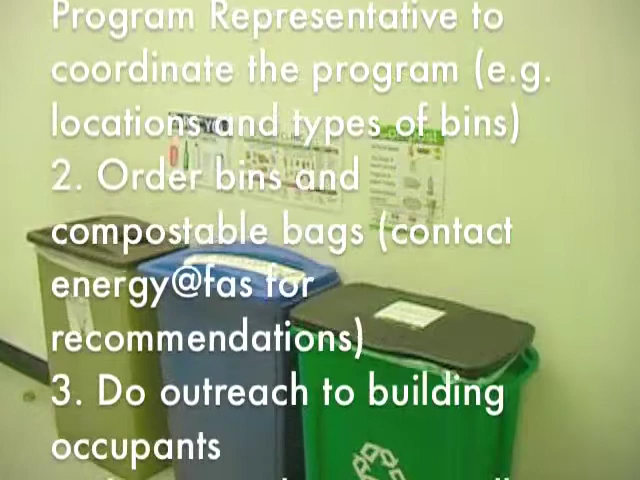 Program Representative to
coordinate the program (e.g.
locations and types of bins)
2. Order bins and
compostable bags (contact
energy@fas for
recommendations)
3. Do outreach to building
occupants